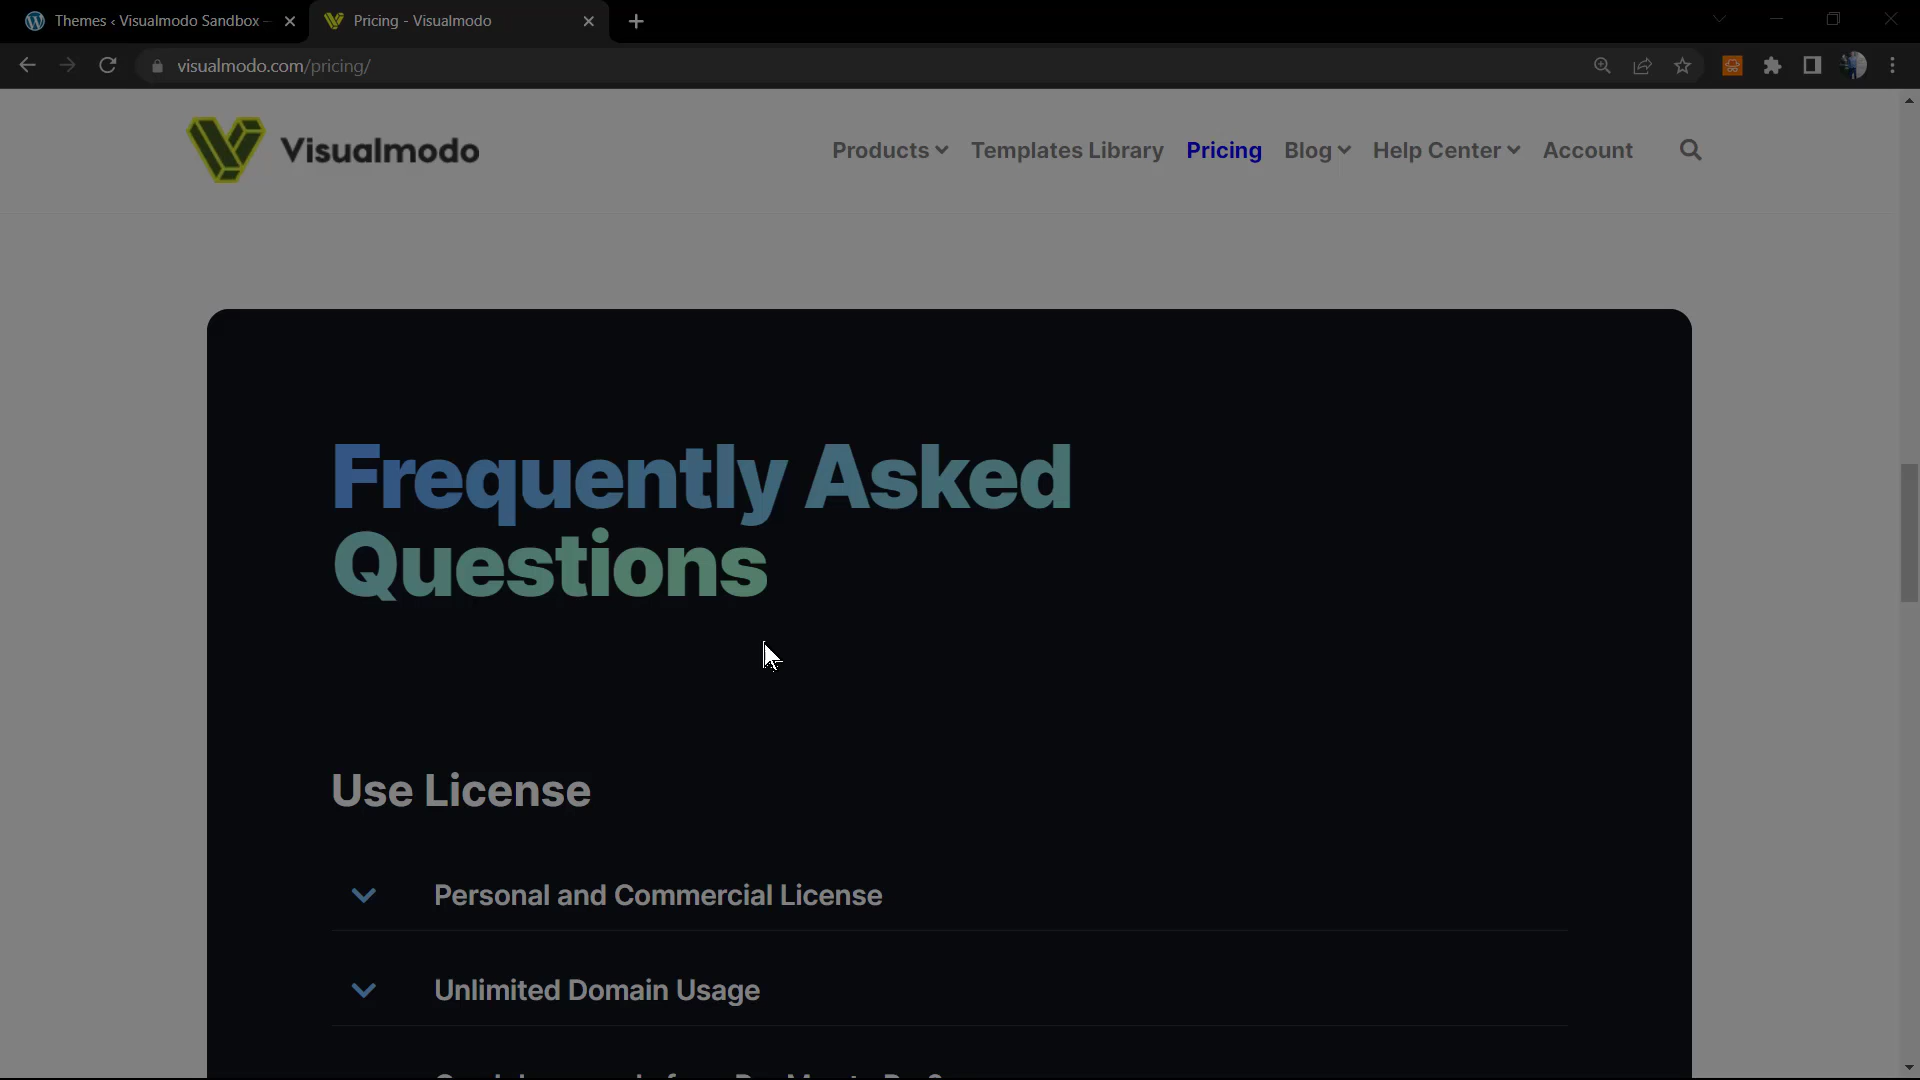 Themes ‹ Visualmodo Sandbox –
Pricing - Visualmodo
visualmodo.com/pricing/
Visualmodo
Products
Templates Library
Pricing
Blog
Help Center
Account
Frequently Asked
Questions
Use License
Personal and Commercial License
Unlimited Domain Usage